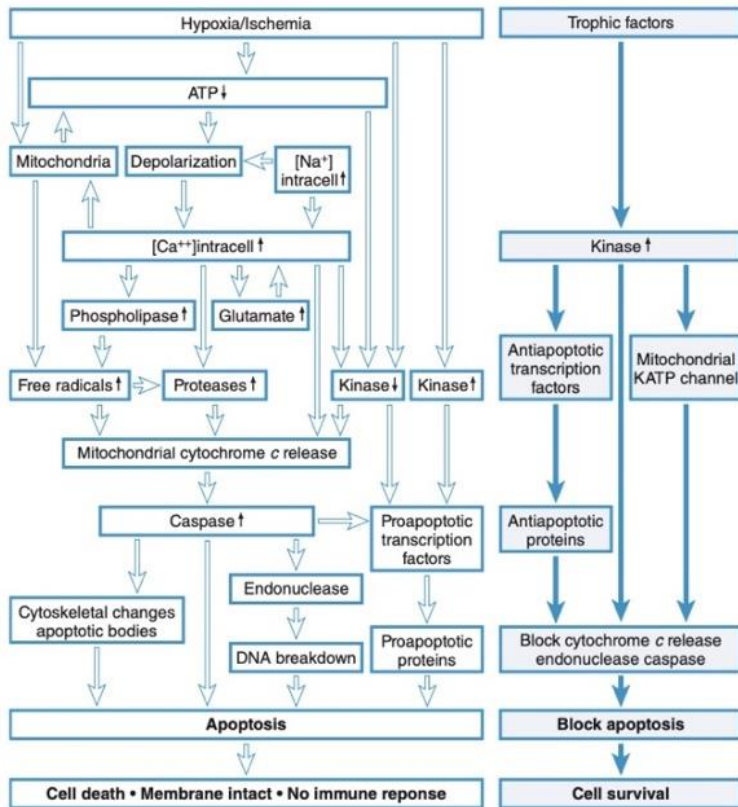 Hypoxia/Ischemia
Trophic factors
ATP↓
Mitochondria
Depolarization
[Na+]
intracell↑
[Ca++]intracell ↑
Kinase↑
Phospholipase↑
Glutamate↑
Antiapoptotic
transcription
factors
Mitochondrial
KATP channel
Free radicals↑
Proteases↑
Kinase↓
Kinase↑
Mitochondrial cytochrome c release
Caspase↑
Proapoptotic
transcription
factors
Antiapoptotic
proteins
Endonuclease
Cytoskeletal changes
apoptotic bodies
DNA breakdown
Proapoptotic
proteins
Block cytochrome c release
endonuclease caspase
Apoptosis
Block apoptosis
Cell death • Membrane intact • No immune reponse
Cell survival